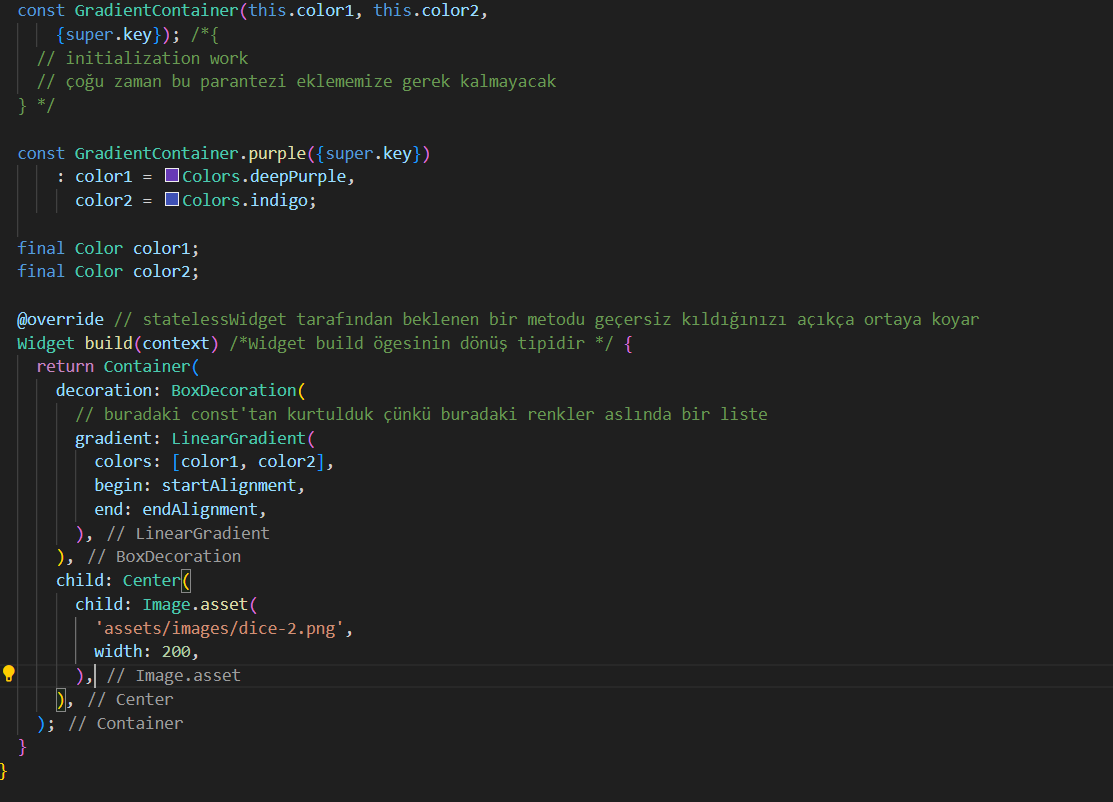 const GradientContainer(this.color1, this.color2,
{super.key}); /*{
// initialization work
// çoğu zaman bu parantezi eklememize gerek kalmayacak
} */
const GradientContainer.purple({super.key})
: color1 = Colors.deepPurple,
color2 = Colors.indigo;
final Color color1;
final Color color2;
@override // statelessWidget tarafından beklenen bir metodu geçersiz kıldığınızı açıkça ortaya koyar
Widget build(context) /*Widget build ögesinin dönüş tipidir */ {
return Container(
decoration: BoxDecoration(
// buradaki const'tan kurtulduk çünkü buradaki renkler aslında bir liste
gradient: LinearGradient(
colors: [color1, color2],
begin: startAlignment,
end: endAlignment,
), // LinearGradient
), // BoxDecoration
child: Center(
child: Image.asset(
'assets/images/dice-2.png',
width: 200,
), // Image.asset
), // Center
); // Container
}
}